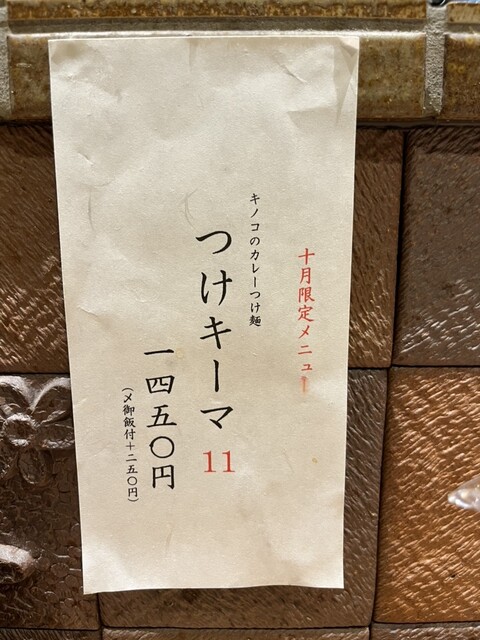 十月限定メニュー
キノコのカレーつけ麺
つけキーマ 11
一四五〇円
(〆御飯付+二五〇円)